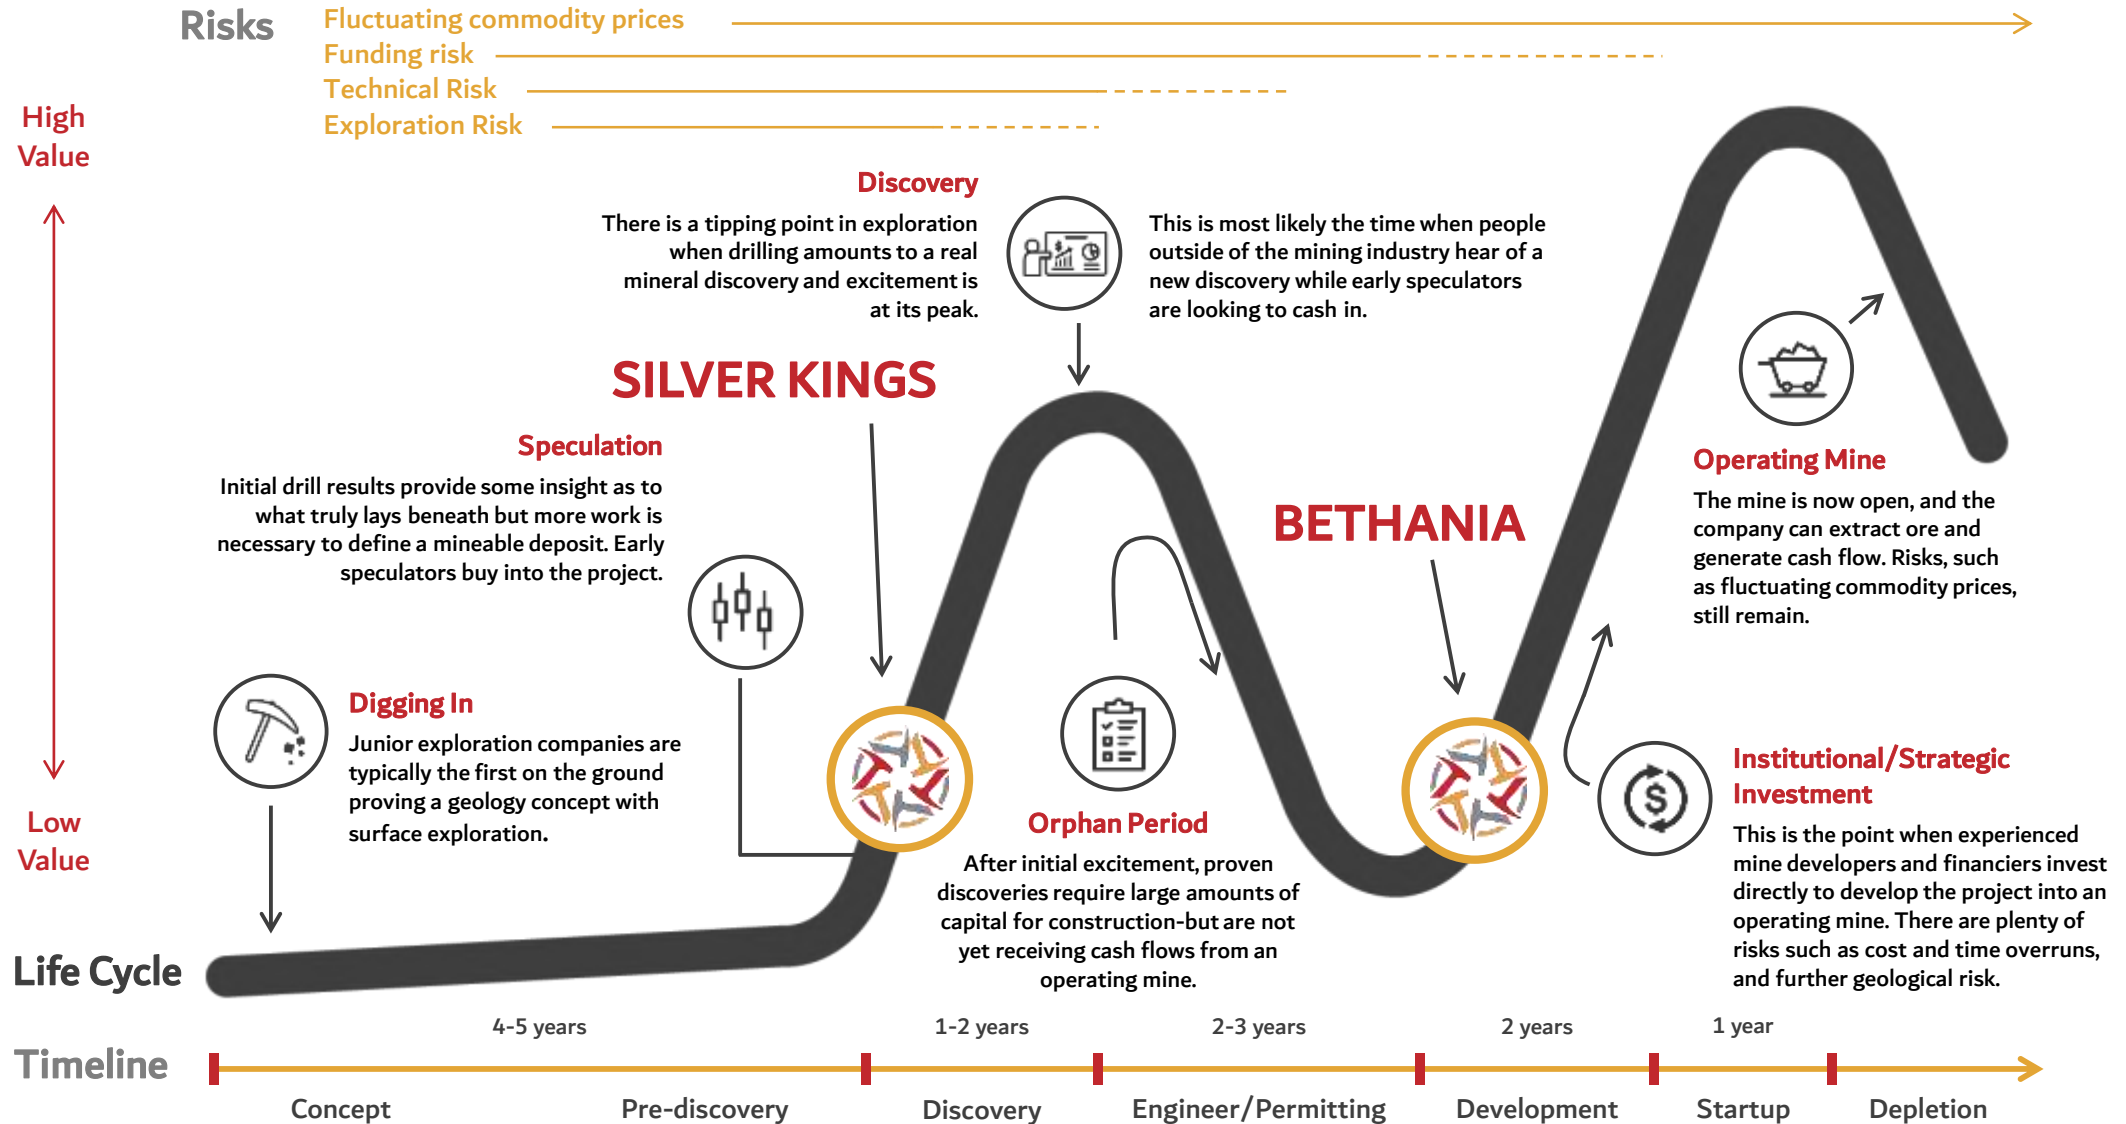 Risks
Fluctuating commodity prices
Funding risk
Technical Risk
Exploration Risk
High
Value
Low
Value
Discovery
There is a tipping point in exploration
when drilling amounts to a real
mineral discovery and excitement is
at its peak.
This is most likely the time when people
outside of the mining industry hear of a
new discovery while early speculators
are looking to cash in.
SILVER KINGS
Speculation
Initial drill results provide some insight as to
what truly lays beneath but more work is
necessary to define a mineable deposit. Early
speculators buy into the project.
Digging In
Junior exploration companies are
typically the first on the ground
proving a geology concept with
surface exploration.
Orphan Period
After initial excitement, proven
discoveries require large amounts of
capital for construction-but are not
yet receiving cash flows from an
operating mine.
BETHANIA
Operating Mine
The mine is now open, and the
company can extract ore and
generate cash flow. Risks, such
as fluctuating commodity prices,
still remain.
Institutional/Strategic
Investment
This is the point when experienced
mine developers and financiers invest
directly to develop the project into an
operating mine. There are plenty of
risks such as cost and time overruns,
and further geological risk.
Life Cycle
Timeline
4-5 years
1-2 years
2-3 years
2 years
1 year
Concept
Pre-discovery
Discovery
Engineer/Permitting
Development
Startup
Depletion